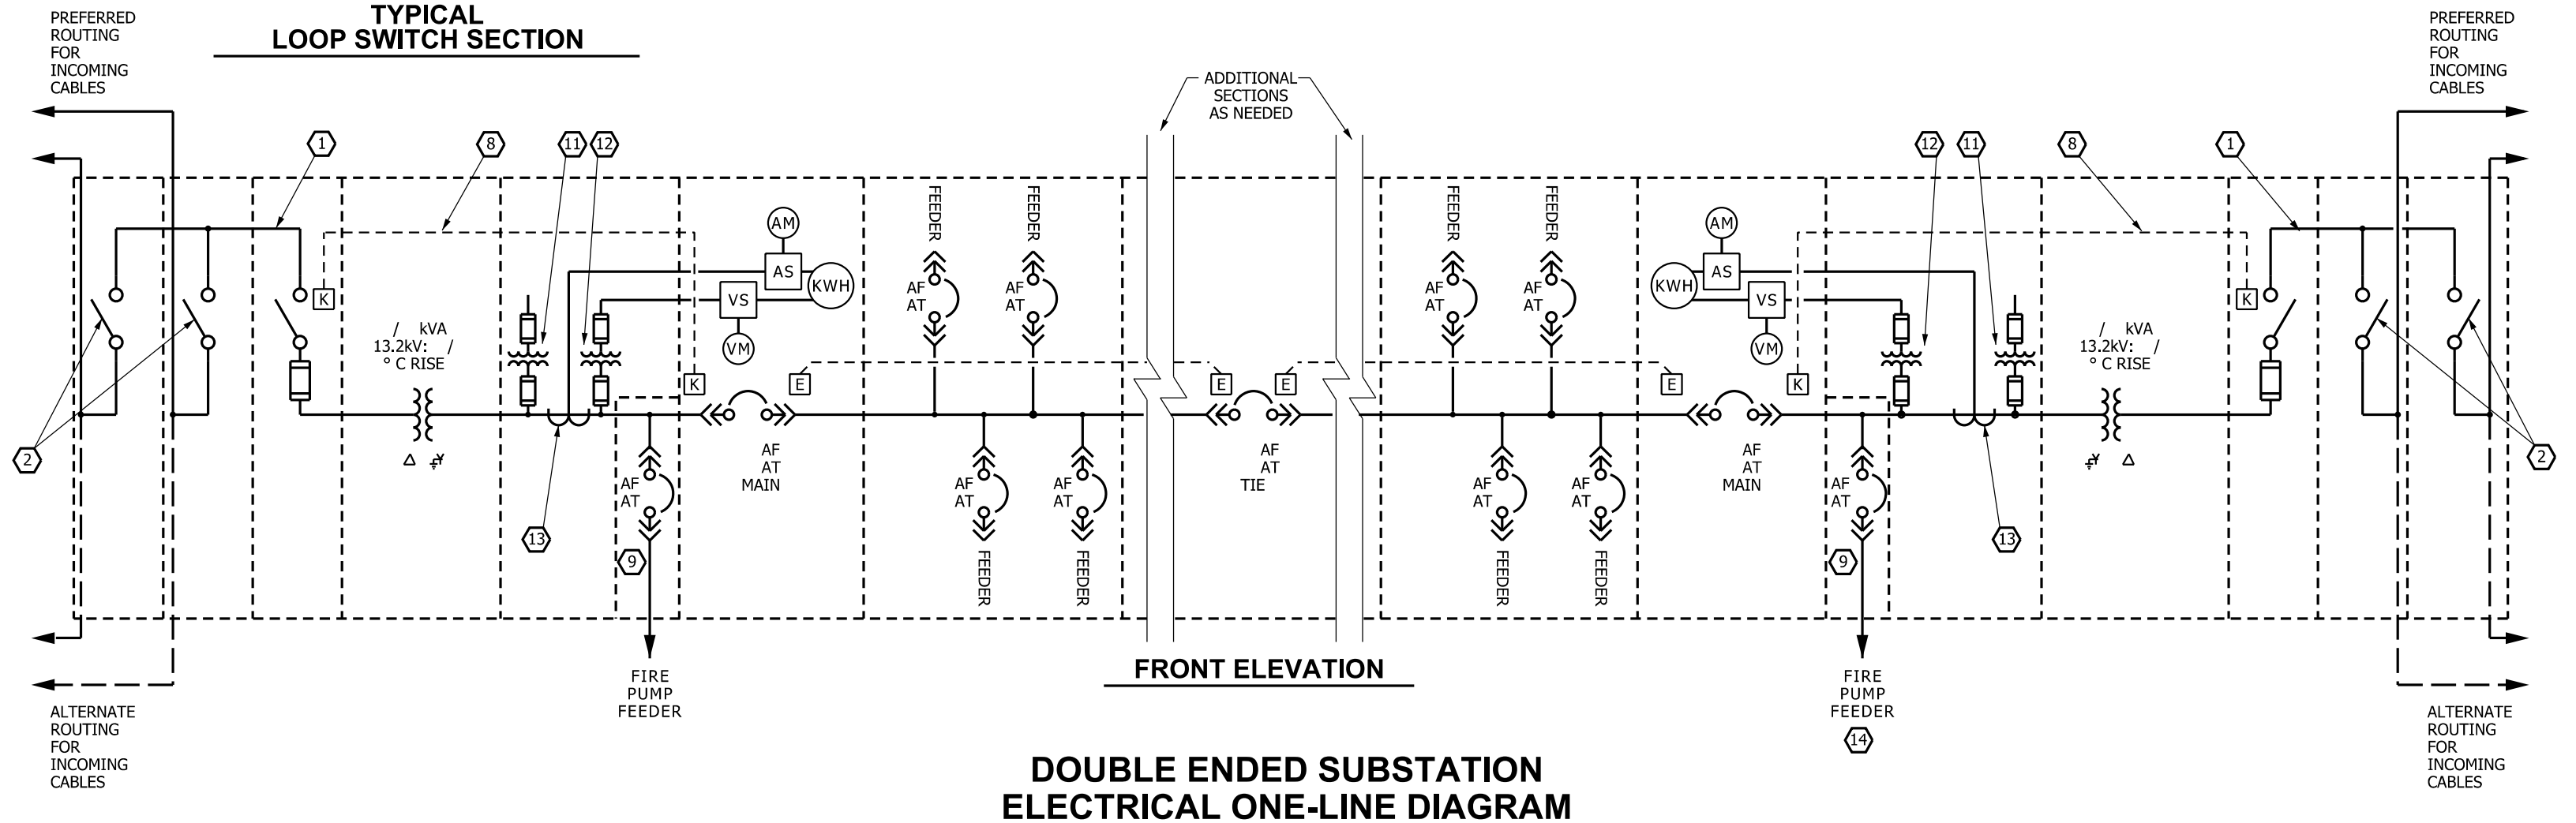 PREFERRED
ROUTING
FOR
INCOMING
CABLES
TYPICAL
LOOP SWITCH SECTION
ADDITIONAL
SECTIONS
AS NEEDED
PREFERRED
ROUTING
FOR
INCOMING
CABLES
1
8
11
12
12
11
8
1
FEEDER
FEEDER
FEEDER
FEEDER
AM
AS
KWH
VS
VM
AM
AS
KWH
VS
VM
K
K
AF
AT
AF
AT
AF
AT
AF
AT
/ kVA
13.2kV: /
° C RISE
/ kVA
13.2kV: /
° C RISE
K
E
E
E
E
K
2
Δ
Y
AF
AT
MAIN
AF
AT
TIE
AF
AT
MAIN
Y
Δ
2
AF
AT
AF
AT
AF
AT
AF
AT
AF
AT
AF
AT
13
9
FEEDER
FEEDER
FEEDER
FEEDER
9
13
FIRE
PUMP
FEEDER
FRONT ELEVATION
FIRE
PUMP
FEEDER
14
ALTERNATE
ROUTING
FOR
INCOMING
CABLES
ALTERNATE
ROUTING
FOR
INCOMING
CABLES
DOUBLE ENDED SUBSTATION
ELECTRICAL ONE-LINE DIAGRAM